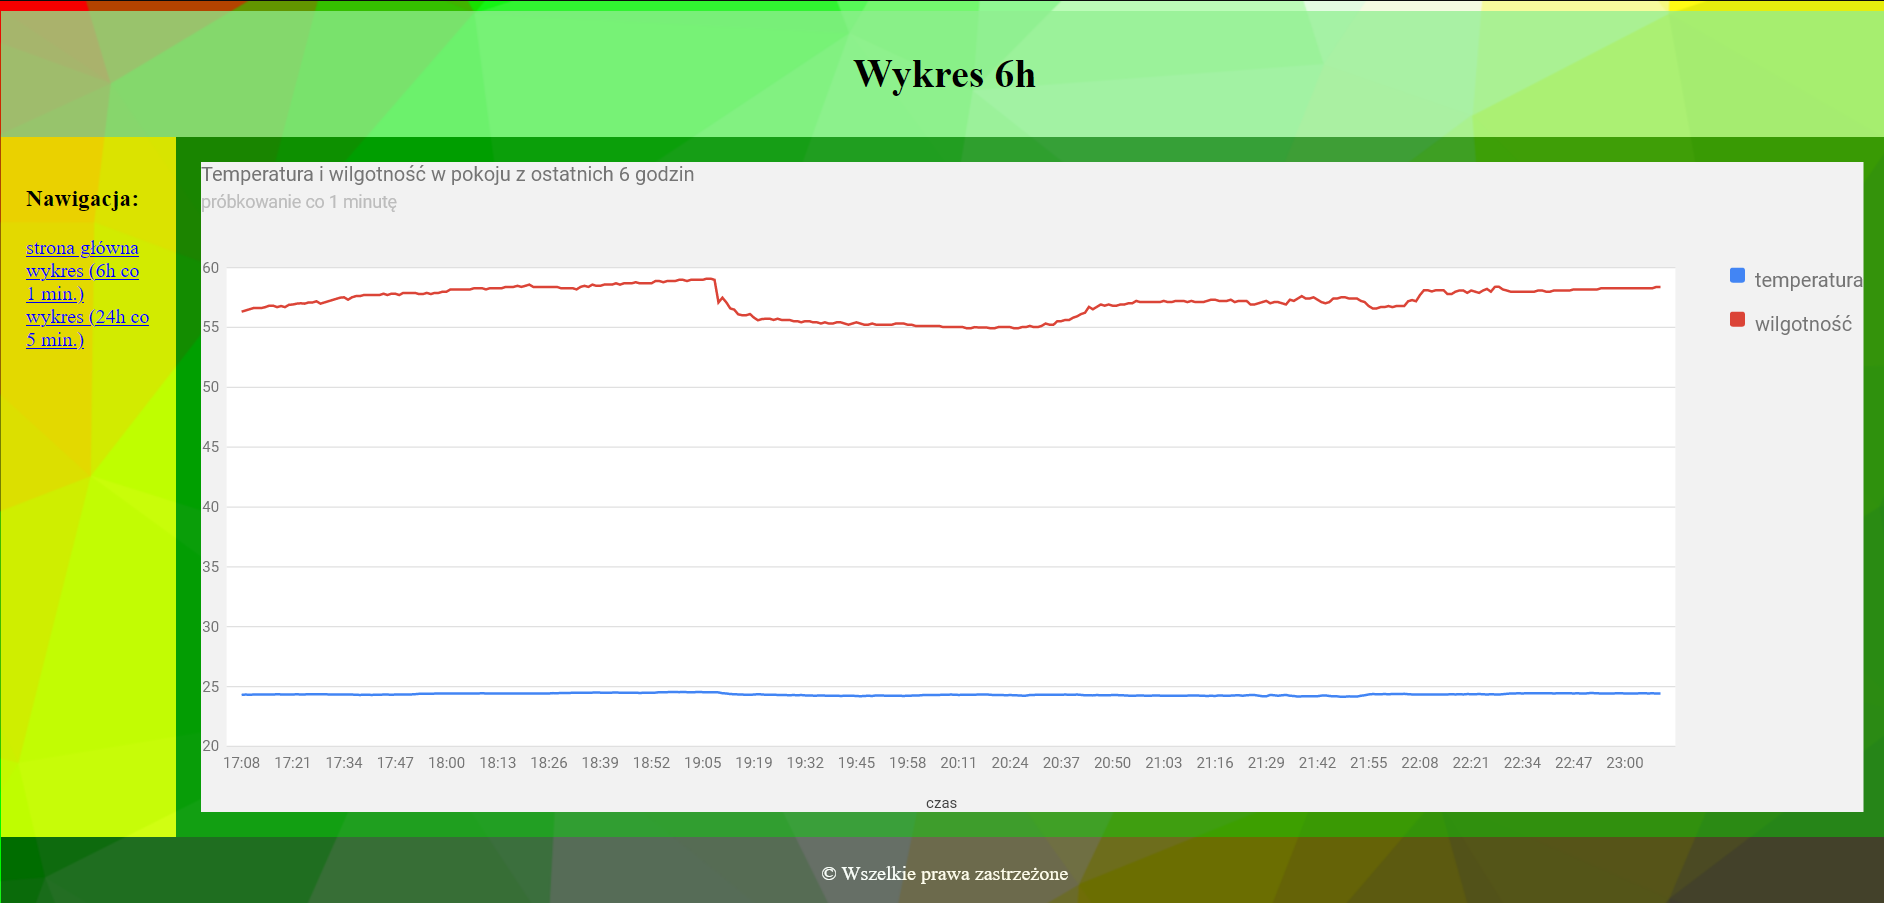 Wykres 6h
Nawigacja:
strona główna
wykres (6h co
1 min.)
wykres (24h co
5 min.)
Temperatura i wilgotność w pokoju z ostatnich 6 godzin
próbkowanie co 1 minutę
60
55
50
45
40
35
30
25
20
17:08 17:21 17:34 17:47 18:00 18:13 18:26 18:39 18:52 19:05 19:19 19:32 19:45 19:58 20:11 20:24 20:37 20:50 21:03 21:16 21:29 21:42 21:55 22:08 22:21 22:34 22:47 23:00
czas
temperatura
wilgotność
© Wszelkie prawa zastrzeżone